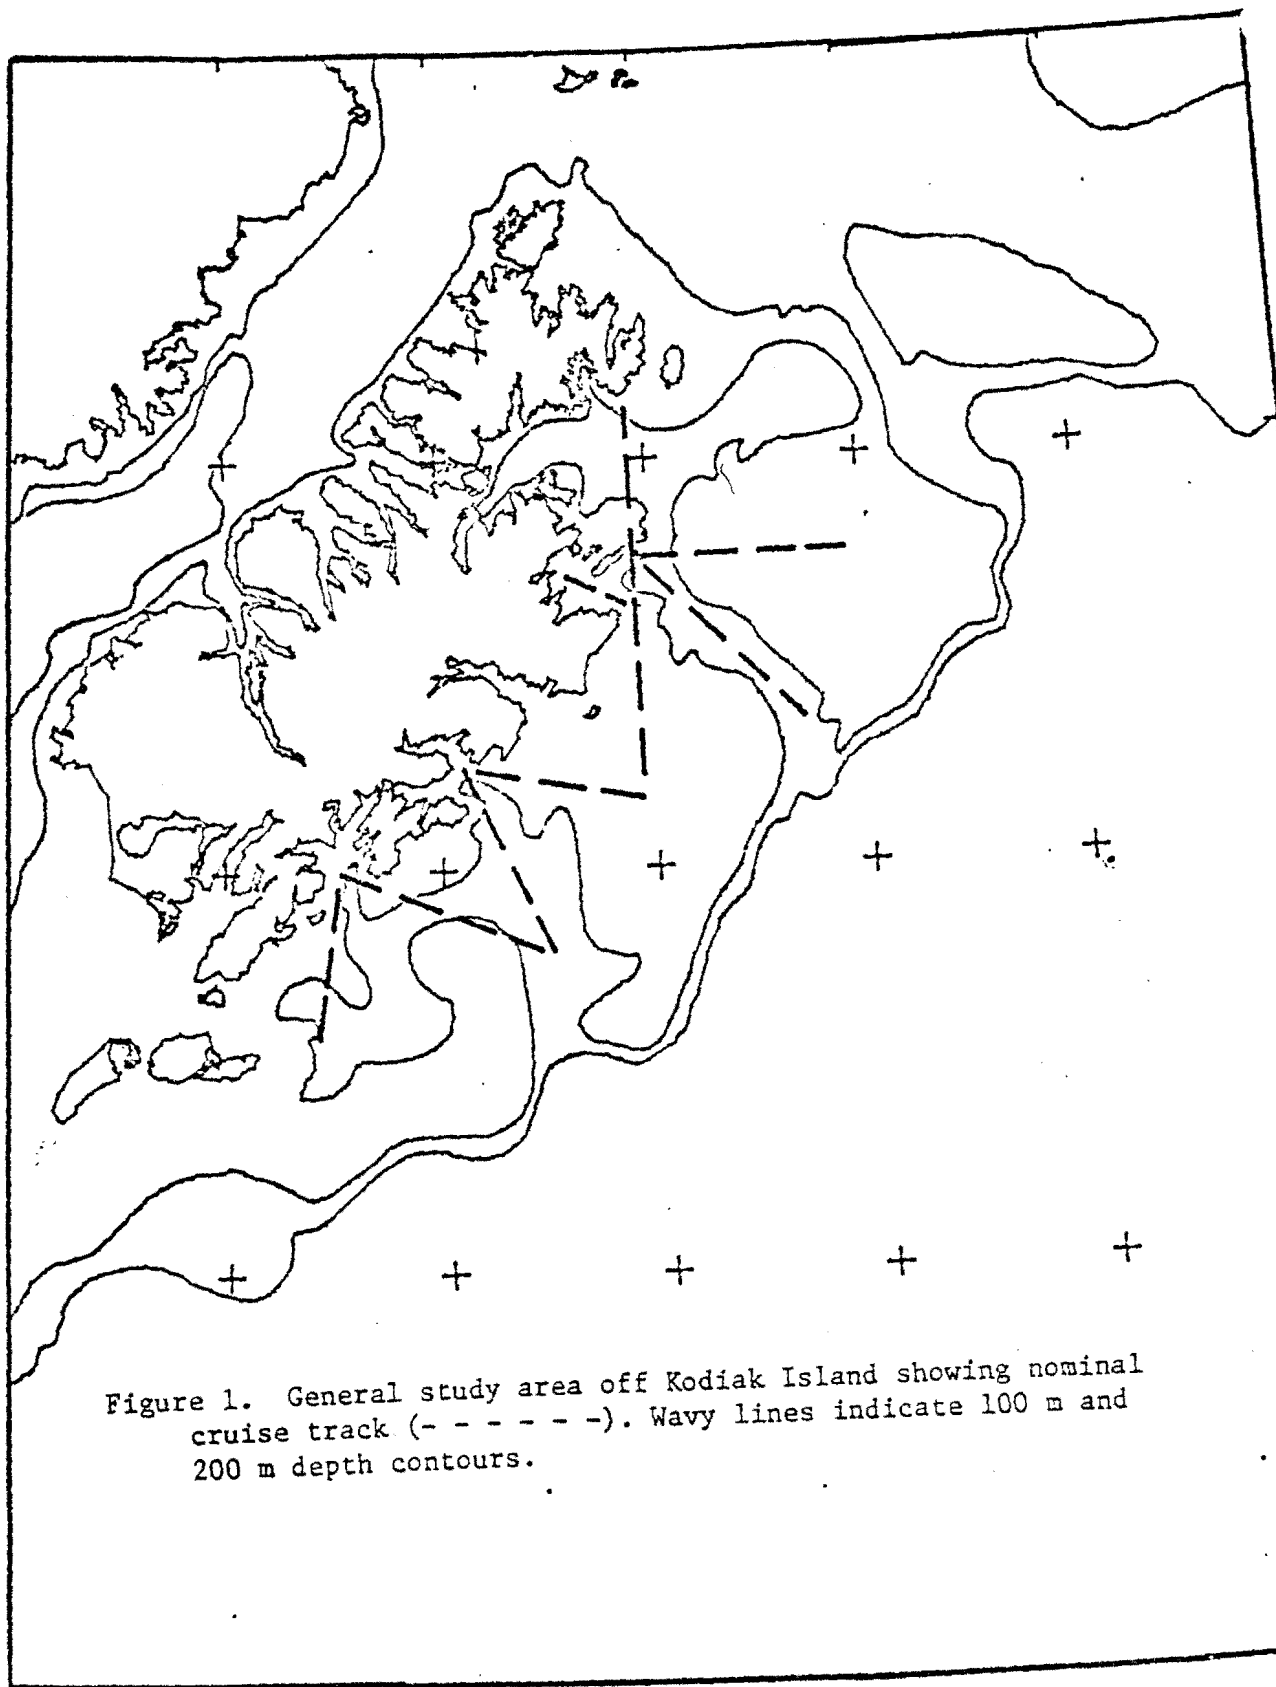 Figure 1. General study area off Kodiak Island showing nominal
cruise track (- - - - - -). Wavy lines indicate 100 m and
200 m depth contours.